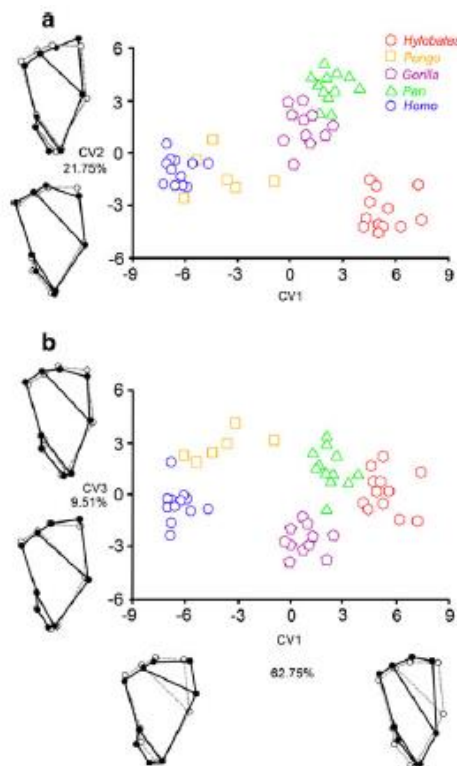 a
6
3
0
-3
-6
-9 -6 -3 0 3 6 9
CV1
CV2
21.75%
Hylobates
Pongo
Gorilla
Pan
Homo
b
6
3
0
-3
-6
-9 -6 -3 0 3 6 9
CV1
62.75%
CV3
9.51%